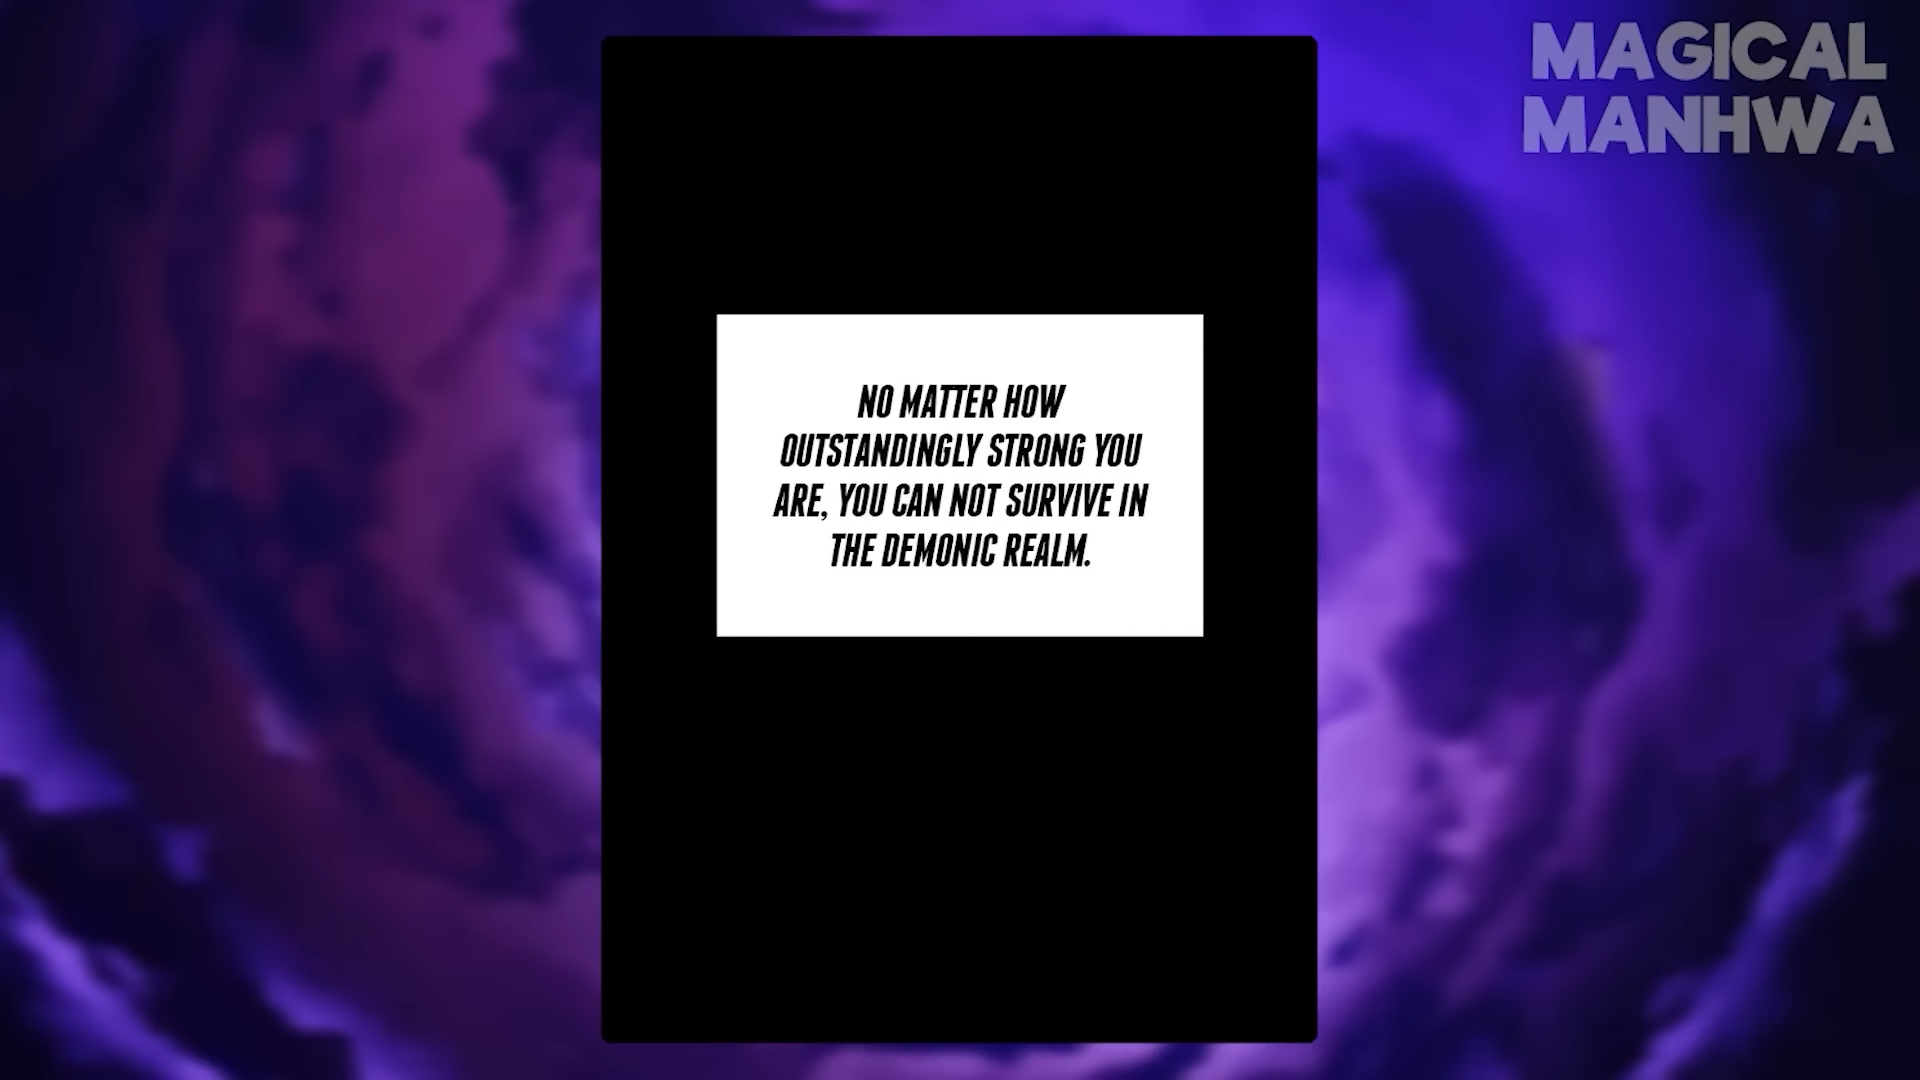 MAGICAL
MANHWA
NO MATTER HOW
OUTSTANDINGLY STRONG YOU
ARE, YOU CAN NOT SURVIVE IN
THE DEMONIC REALM.